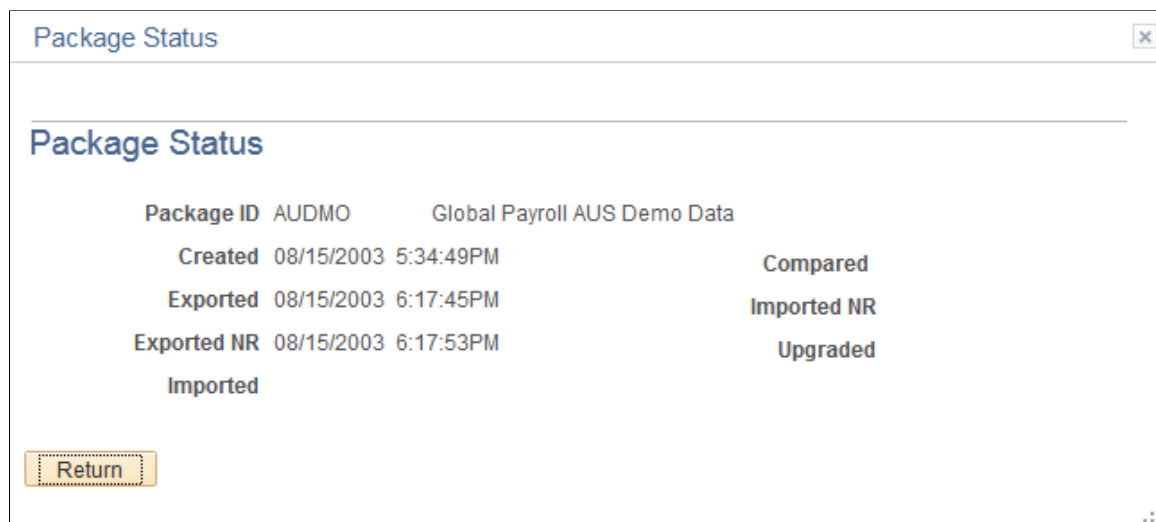 Package Status
Package Status
Package ID AUDMO Global Payroll AUS Demo Data
Created 08/15/2003 5:34:49PM Compared
Exported 08/15/2003 6:17:45PM Imported NR
Exported NR 08/15/2003 6:17:53PM Upgraded
Imported
Return